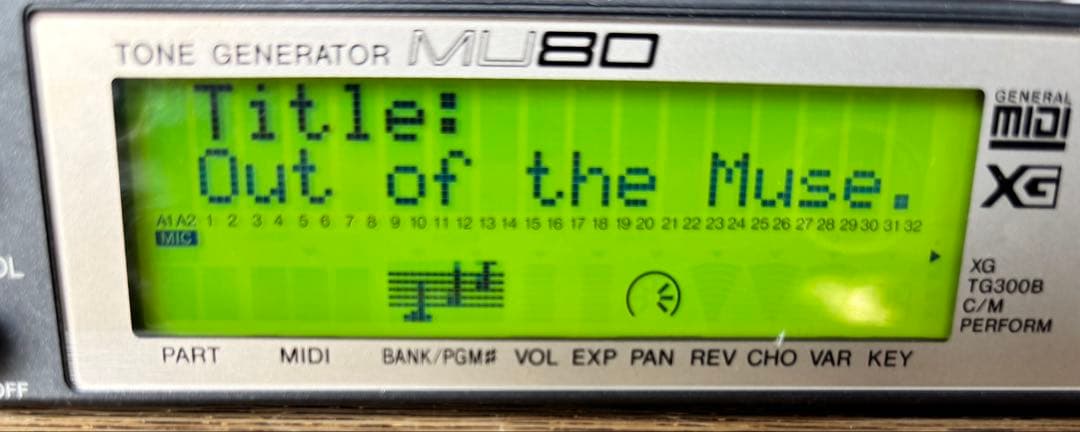 TONE GENERATOR MU80
Title:
Out of the Muse.
GENERAL
MIDI
XG
A1 A2 1 2 3 4 5 6 7 8 9 10 11 12 13 14 15 16 17 18 19 20 21 22 23 24 25 26 27 28 29 30 31 32
MIC
XG
TG300B
C/M
PERFORM
PART MIDI BANK/PGM# VOL EXP PAN REV CHO VAR KEY
OL
OFF